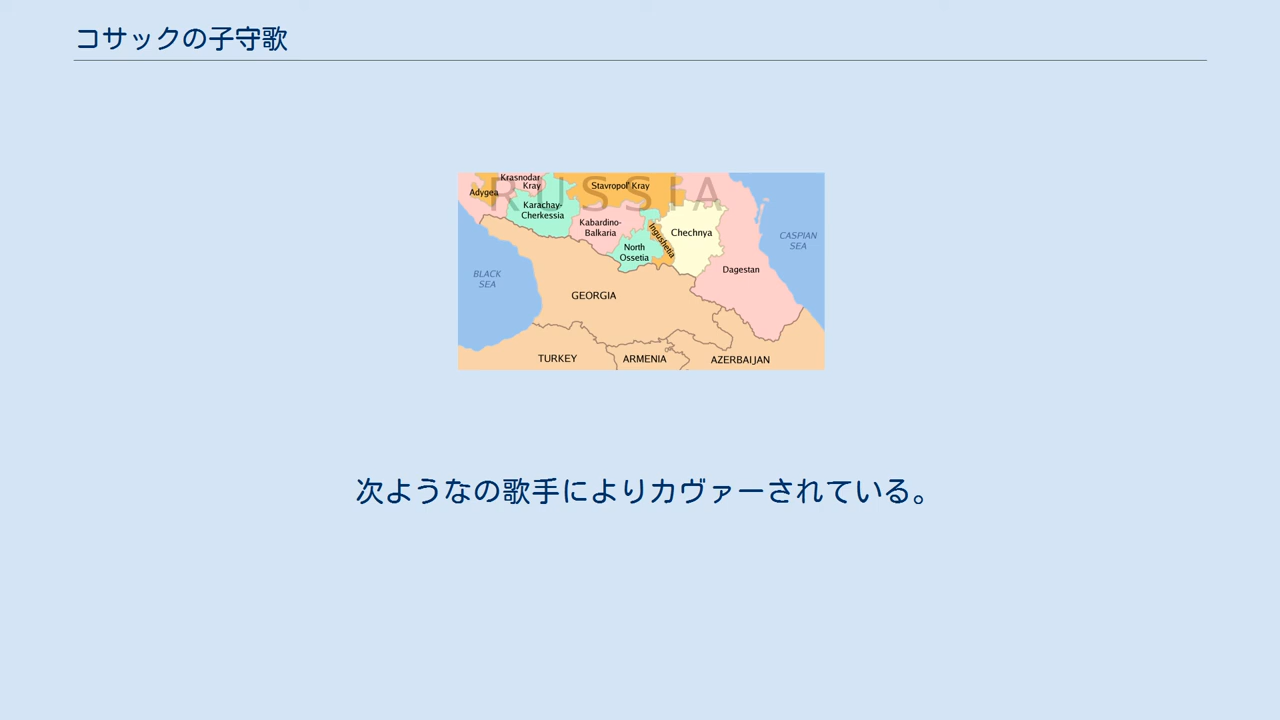 コサックの子守歌
RUSSIA
Krasnodar
Kray
Adygea
Stavropol' Kray
Karachay-
Cherkessia
Kabardino-
Balkaria
Ingushetia
Chechnya
North
Ossetia
CASPIAN
SEA
Dagestan
BLACK
SEA
GEORGIA
TURKEY
ARMENIA
AZERBAIJAN
次ようなの歌手によりカヴァーされている。